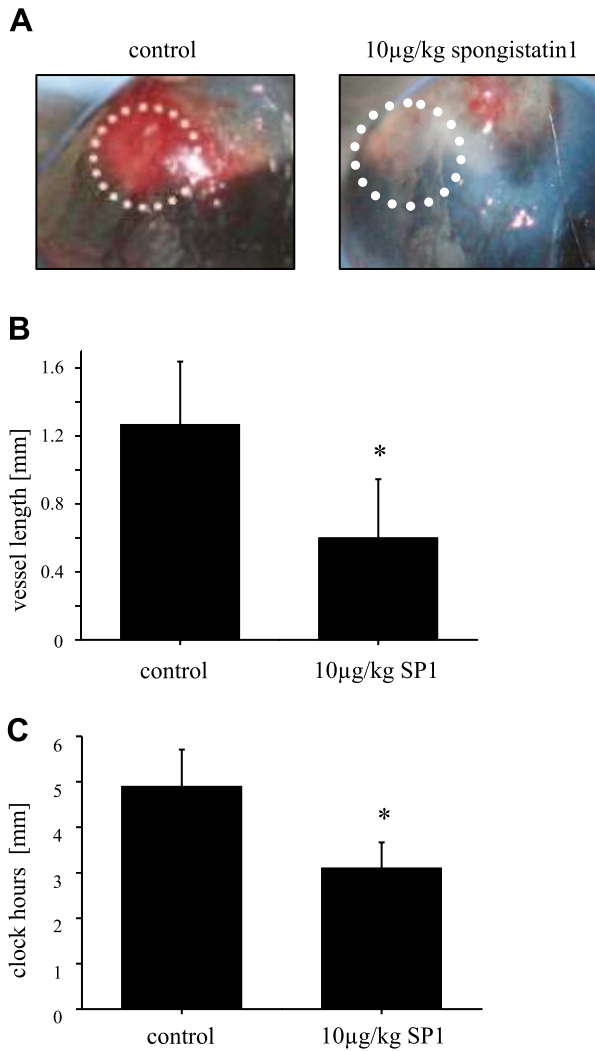 A
control
10µg/kg spongistatin1
B
vessel length [mm]
1.6
1.2
0.8
0.4
0
*
control
10µg/kg SP1
C
clock hours [mm]
6
5
4
3
2
1
0
*
control
10µg/kg SP1